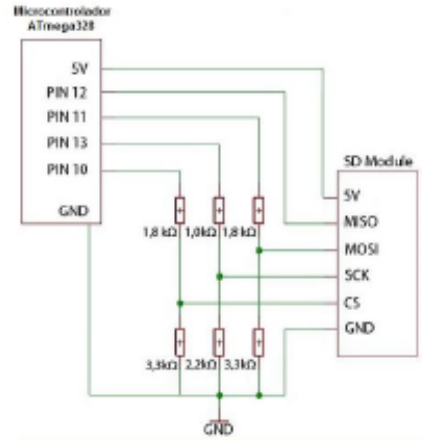 Microcontrolador
ATmega328
5V
PIN 12
PIN 11
PIN 13
PIN 10
GND
SD Module
5V
MISO
MOSI
SCK
CS
GND
1,8 kΩ 1,0kΩ 1,8 kΩ
3,3kΩ 2,2kΩ 3,3kΩ
GND